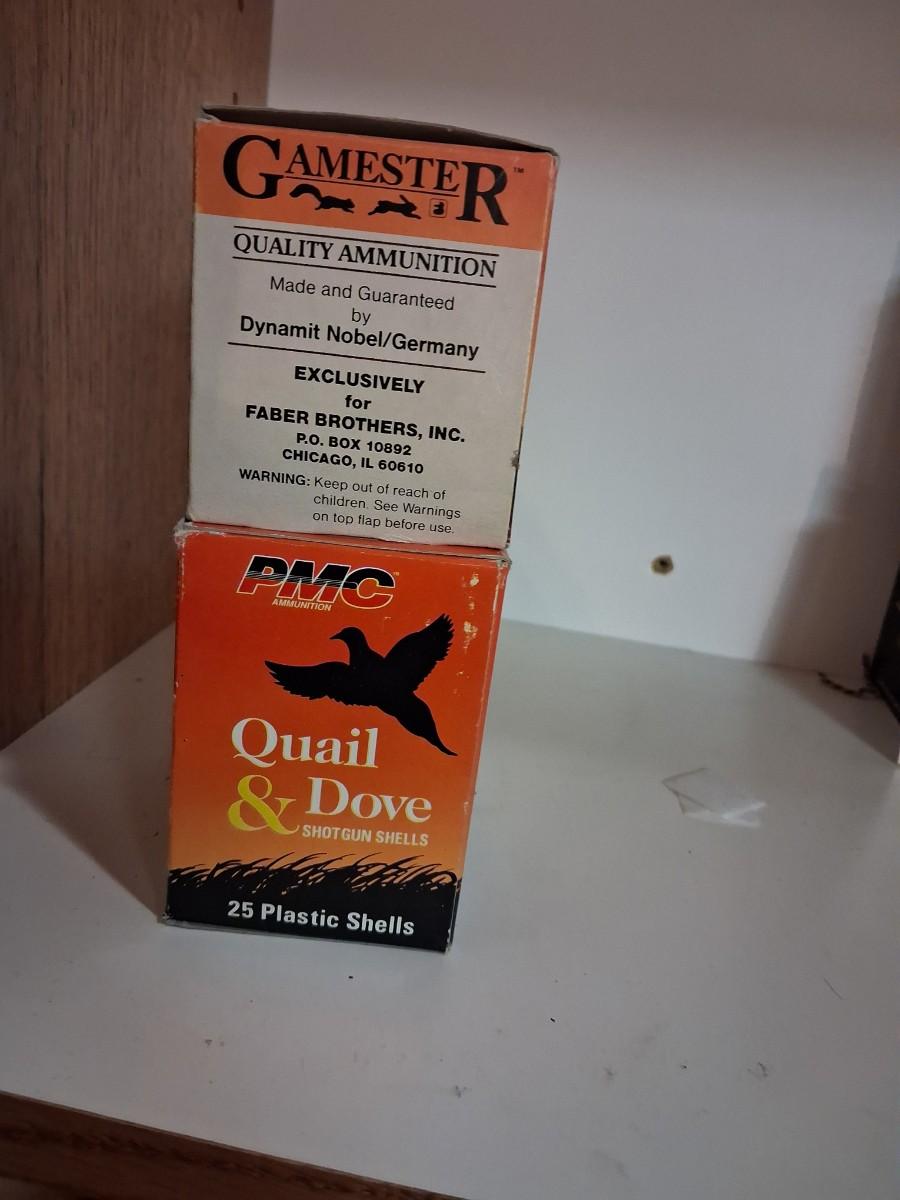 GAMESTER™
QUALITY AMMUNITION
Made and Guaranteed
by
Dynamit Nobel/Germany
EXCLUSIVELY
for
FABER BROTHERS, INC.
P.O. BOX 10892
CHICAGO, IL 60610
WARNING: Keep out of reach of
children. See Warnings
on top flap before use.
PMC™
AMMUNITION
Quail
& Dove
SHOTGUN SHELLS
25 Plastic Shells